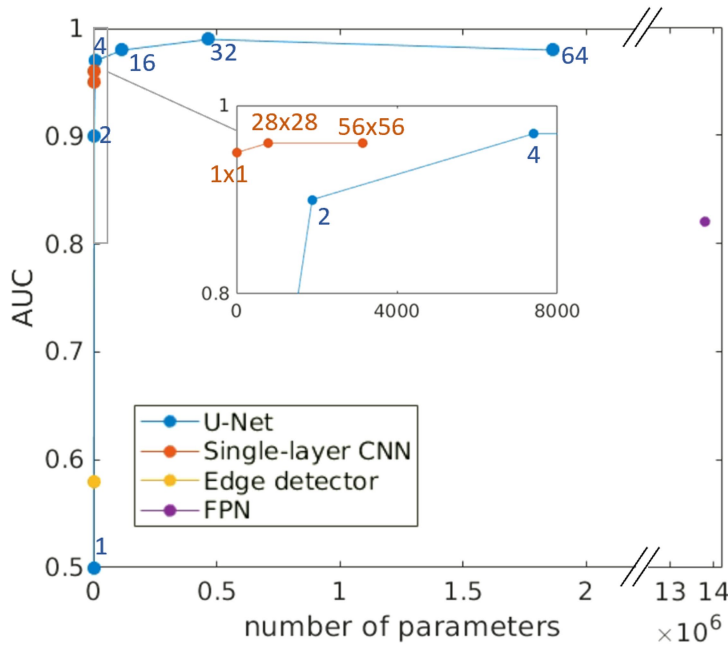 1
4
16
32
64
0.9
2
1
28x28
56x56
1x1
4
2
0.8
0
4000
8000
0.8
AUC
0.7
U-Net
Single-layer CNN
Edge detector
FPN
0.6
1
0.5
0
0.5
1
1.5
2
13 14
number of parameters
×10⁶